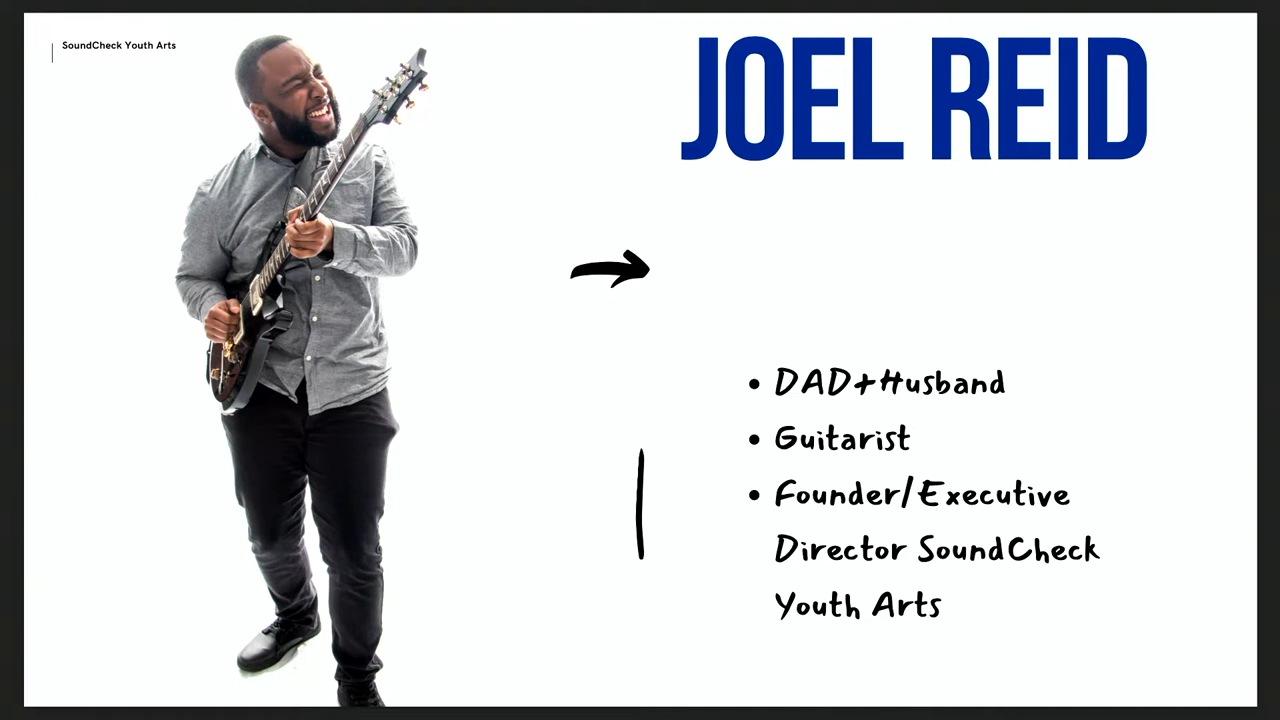 SoundCheck Youth Arts
JOEL REID
• DAD+Husband
• Guitarist
• Founder/Executive
Director SoundCheck
Youth Arts